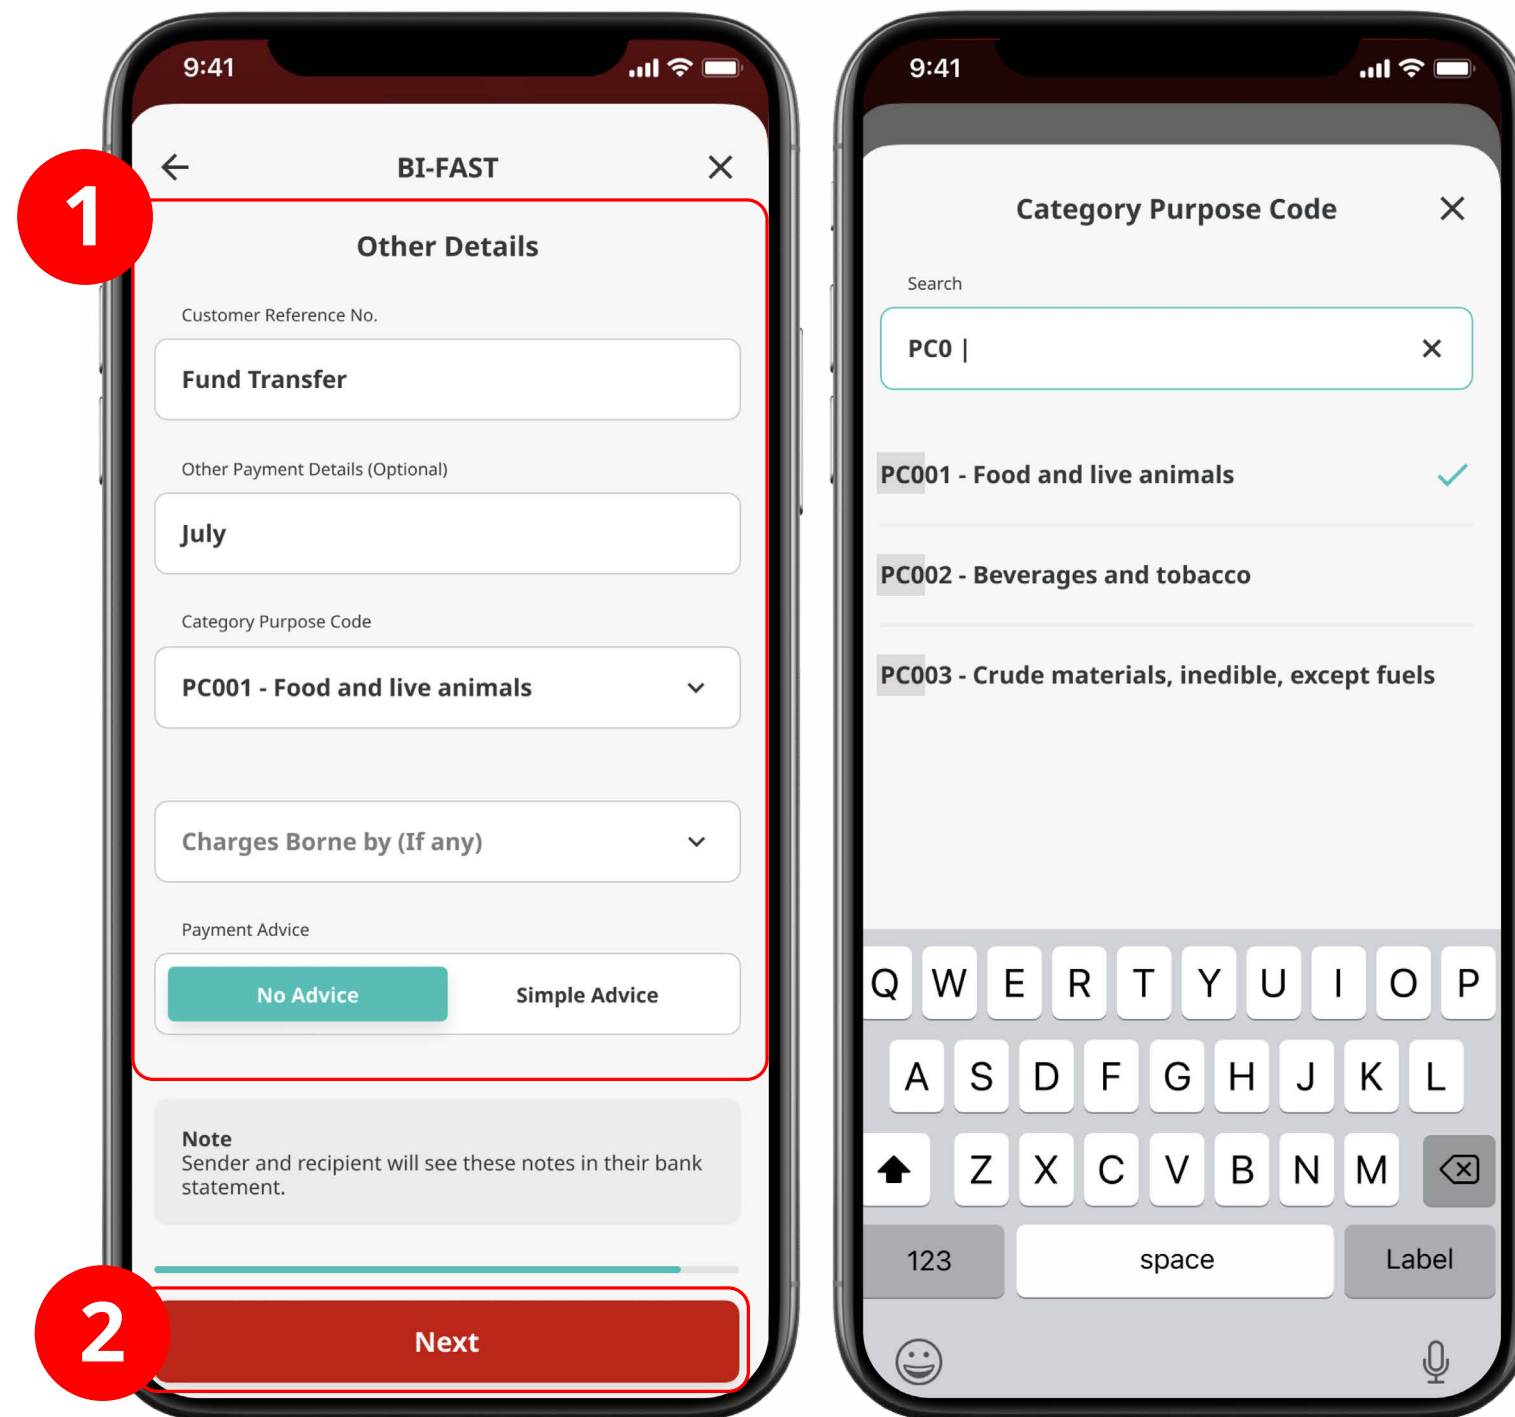 9:41
1
BI-FAST
Other Details
Customer Reference No.
Fund Transfer
Other Payment Details (Optional)
July
Category Purpose Code
PC001 - Food and live animals
Charges Borne by (If any)
Payment Advice
No Advice
Simple Advice
Note
Sender and recipient will see these notes in their bank
statement.
2
Next
9:41
Category Purpose Code
Search
PC0
PC001 - Food and live animals
PC002 - Beverages and tobacco
PC003 - Crude materials, inedible, except fuels
Q W E R T Y U I O P
A S D F G H J K L
Z X C V B N M
123 space Label